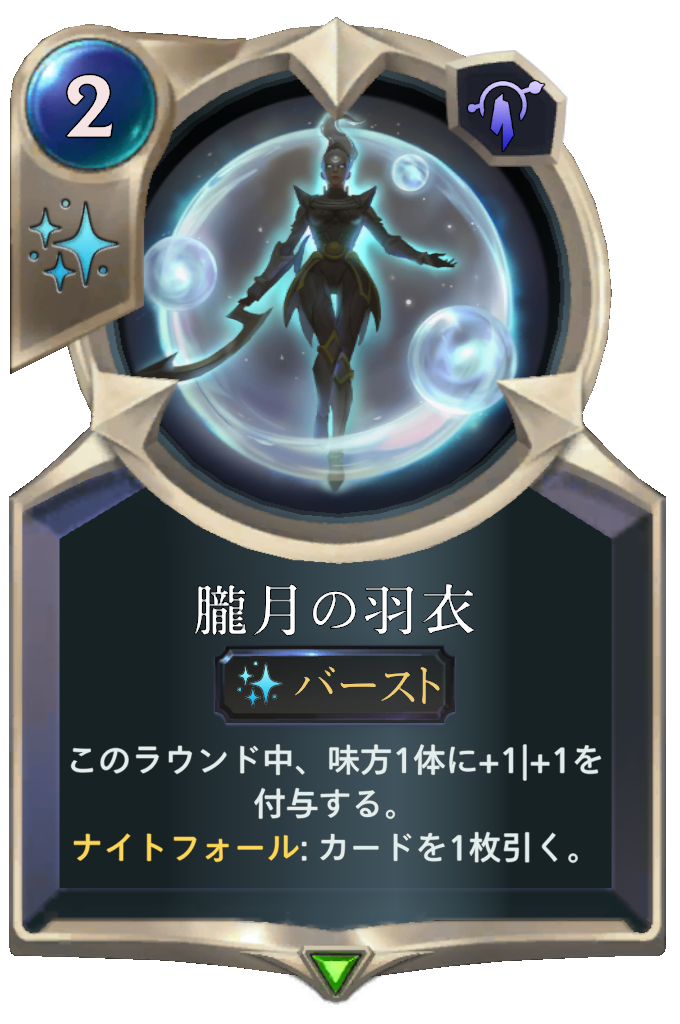 2
朧月の羽衣
バースト
このラウンド中、味方1体に+1|+1を
付与する。
ナイトフォール: カードを1枚引く。